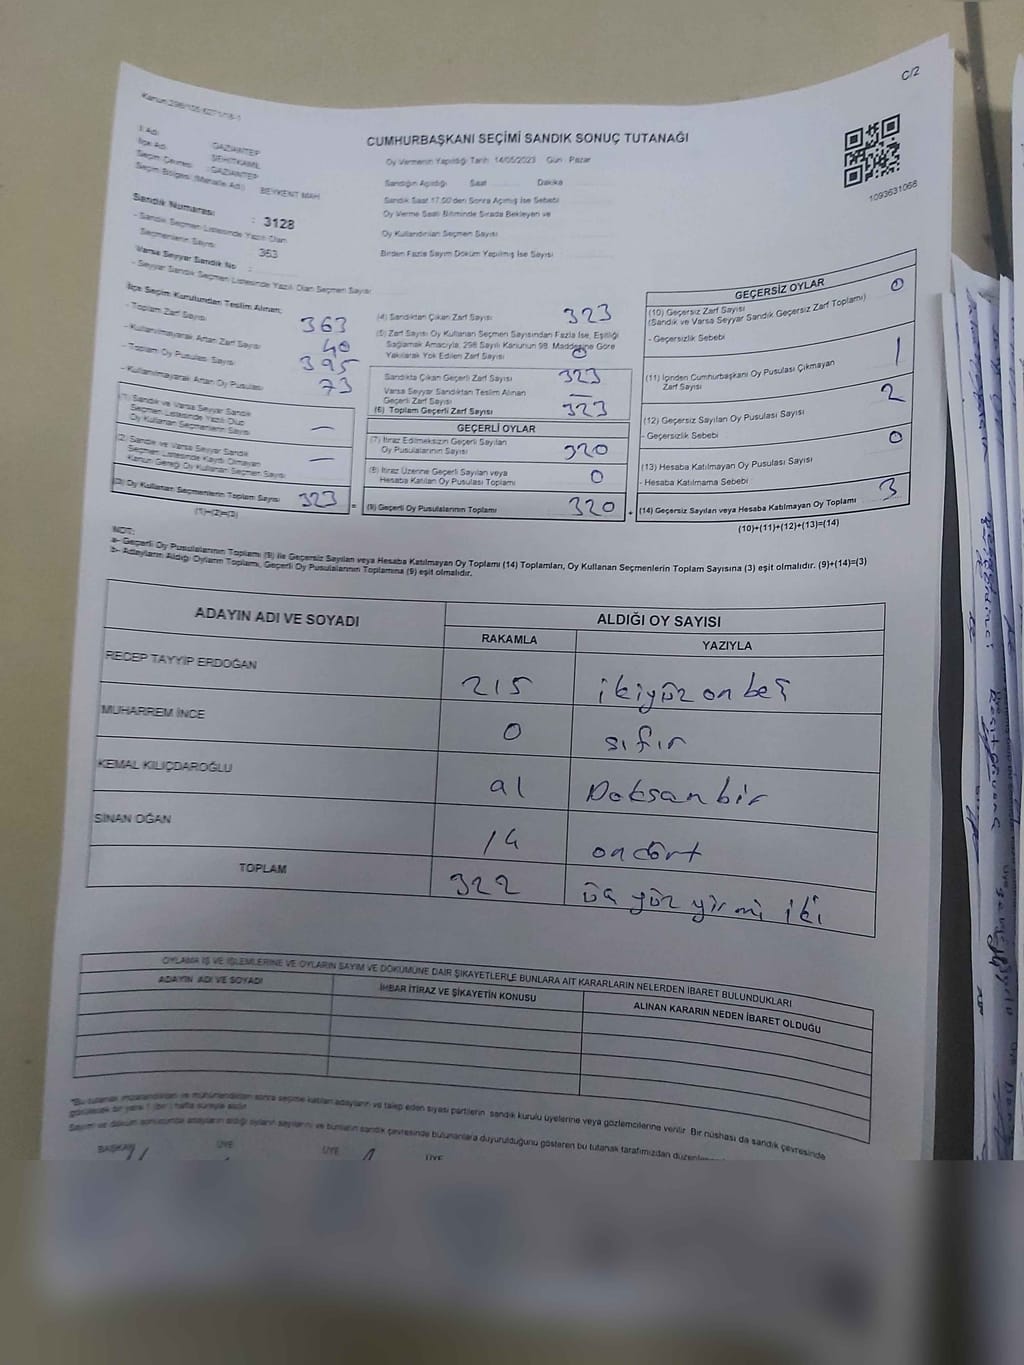 C/2
Kanun:298/105-6271/18-1
CUMHURBAŞKANI SEÇİMİ SANDIK SONUÇ TUTANAĞI
1093631068
İl Adı : GAZİANTEP
İlçe Adı : ŞEHİTKAMİL
Seçim Çevresi : GAZİANTEP
Seçim Bölgesi (Mahalle Adı) : BEYKENT MAH
Sandık Numarası : 3128
- Sandık Seçmen Listesinde Yazılı Olan
Seçmenlerin Sayısı 363
Varsa Seyyar Sandık No :
- Seyyar Sandık Seçmen Listesinde Yazılı Olan Seçmen Sayısı
Oy Vermenin Yapıldığı Tarih 14/05/2023 Gün : Pazar
Sandığın Açıldığı Saat Dakika
Sandık Saat 17.00'den Sonra Açılmış İse Sebebi
Oy Verme Saati Bitiminde Sırada Bekleyen ve
Oy Kullandırılan Seçmen Sayısı
Birden Fazla Sayım Döküm Yapılmış İse Sayısı
İlçe Seçim Kurulundan Teslim Alınan;
- Toplam Zarf Sayısı 363
- Kullanılmayarak Artan Zarf Sayısı 40
- Toplam Oy Pusulası Sayısı 395
- Kullanılmayarak Artan Oy Pusulası 73
(1) Sandık ve Varsa Seyyar Sandık
Seçmen Listesinde Yazılı Olup
Oy Kullanan Seçmenlerin Sayısı —
(2) Sandık ve Varsa Seyyar Sandık
Seçmen Listesinde Kaydı Olmayan
Kanun Gereği Oy Kullanan Seçmen Sayısı —
(3) Oy Kullanan Seçmenlerin Toplam Sayısı 323
(1)+(2)=(3)
(4) Sandıktan Çıkan Zarf Sayısı 323
(5) Zarf Sayısı Oy Kullanan Seçmen Sayısından Fazla İse, Eşitliği
Sağlamak Amacıyla, 298 Sayılı Kanunun 98. Maddesine Göre
Yakılarak Yok Edilen Zarf Sayısı 0
Sandıkta Çıkan Geçerli Zarf Sayısı 323
Varsa Seyyar Sandıktan Teslim Alınan
Geçerli Zarf Sayısı —
(6) Toplam Geçerli Zarf Sayısı 323
GEÇERLİ OYLAR
(7) İtiraz Edilmeksizin Geçerli Sayılan
Oy Pusulalarının Sayısı 320
(8) İtiraz Üzerine Geçerli Sayılan veya
Hesaba Katılan Oy Pusulası Toplamı 0
= (9) Geçerli Oy Pusulalarının Toplamı 320 +
GEÇERSİZ OYLAR
(10) Geçersiz Zarf Sayısı 0
(Sandık ve Varsa Seyyar Sandık Geçersiz Zarf Toplamı)
- Geçersizlik Sebebi
(11) İçinden Cumhurbaşkanı Oy Pusulası Çıkmayan
Zarf Sayısı 1
(12) Geçersiz Sayılan Oy Pusulası Sayısı 2
- Geçersizlik Sebebi
(13) Hesaba Katılmayan Oy Pusulası Sayısı 0
- Hesaba Katılmama Sebebi
(14) Geçersiz Sayılan veya Hesaba Katılmayan Oy Toplamı 3
(10)+(11)+(12)+(13)=(14)
NOT:
a- Geçerli Oy Pusulalarının Toplamı (9) ile Geçersiz Sayılan veya Hesaba Katılmayan Oy Toplamı (14) Toplamları, Oy Kullanan Seçmenlerin Toplam Sayısına (3) eşit olmalıdır. (9)+(14)=(3)
b- Adayların Aldığı Oyların Toplamı, Geçerli Oy Pusulalarının Toplamına (9) eşit olmalıdır.
ADAYIN ADI VE SOYADI ALDIĞI OY SAYISI
RAKAMLA YAZIYLA
RECEP TAYYİP ERDOĞAN 215 ikiyüz on beş
MUHARREM İNCE 0 sıfır
KEMAL KILIÇDAROĞLU 91 Doksan bir
SİNAN OĞAN 14 on dört
TOPLAM 322 üç yüz yirmi iki
OYLAMA İŞ VE İŞLEMLERİNE VE OYLARIN SAYIM VE DÖKÜMÜNE DAİR ŞİKAYETLERLE BUNLARA AİT KARARLARIN NELERDEN İBARET BULUNDUKLARI
ADAYIN ADI VE SOYADI İHBAR İTİRAZ VE ŞİKAYETİN KONUSU ALINAN KARARIN NEDEN İBARET OLDUĞU
"Bu tutanak imzalandıktan ve mühürlendikten sonra seçime katılan adayların ve talep eden siyasi partilerin sandık kurulu üyelerine veya gözlemcilerine verilir. Bir nüshası da sandık çevresinde
görülecek bir yere 1 (bir) hafta süreyle asılır.
Sayım ve döküm sonucunda adayların aldığı oyların sayılarını ve bunların sandık çevresinde bulunanlara duyurulduğunu gösteren bu tutanak tarafımızdan
BAŞKAN ÜYE ÜYE ÜYE